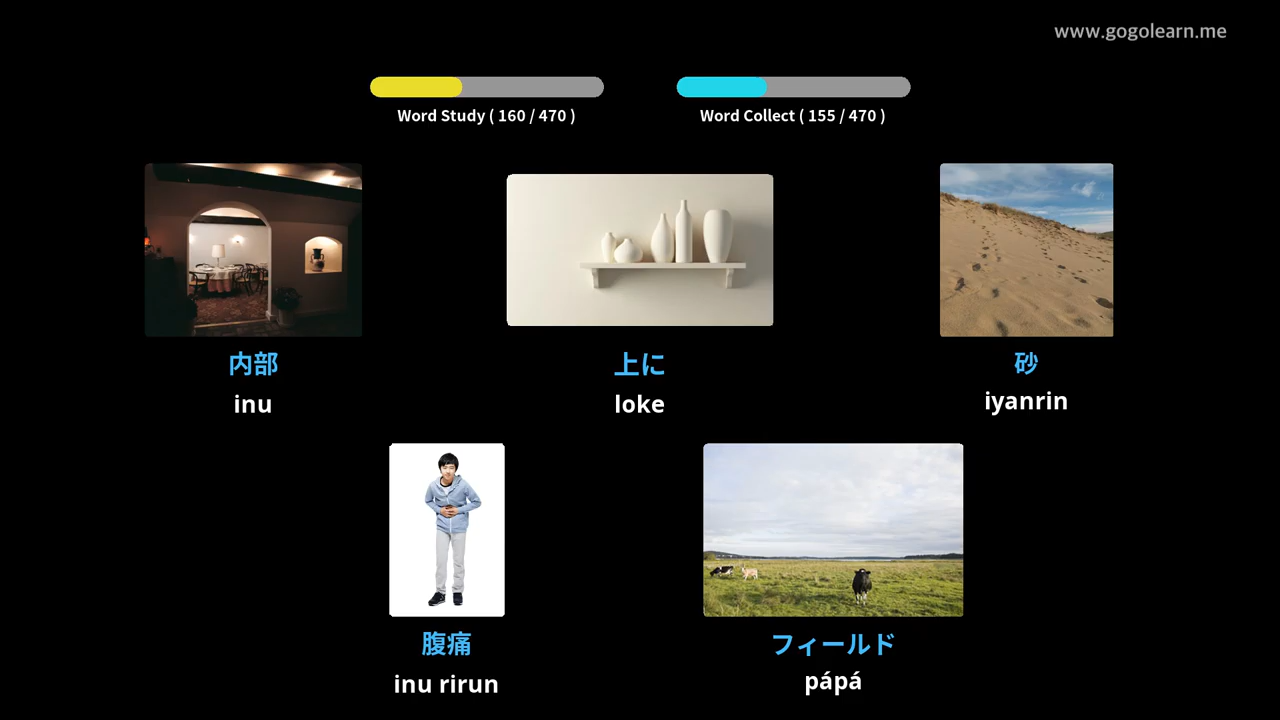 www.gogolearn.me
Word Study ( 160 / 470 )
Word Collect ( 155 / 470 )
内部
inu
上に
loke
砂
iyanrin
腹痛
inu rirun
フィールド
pápá